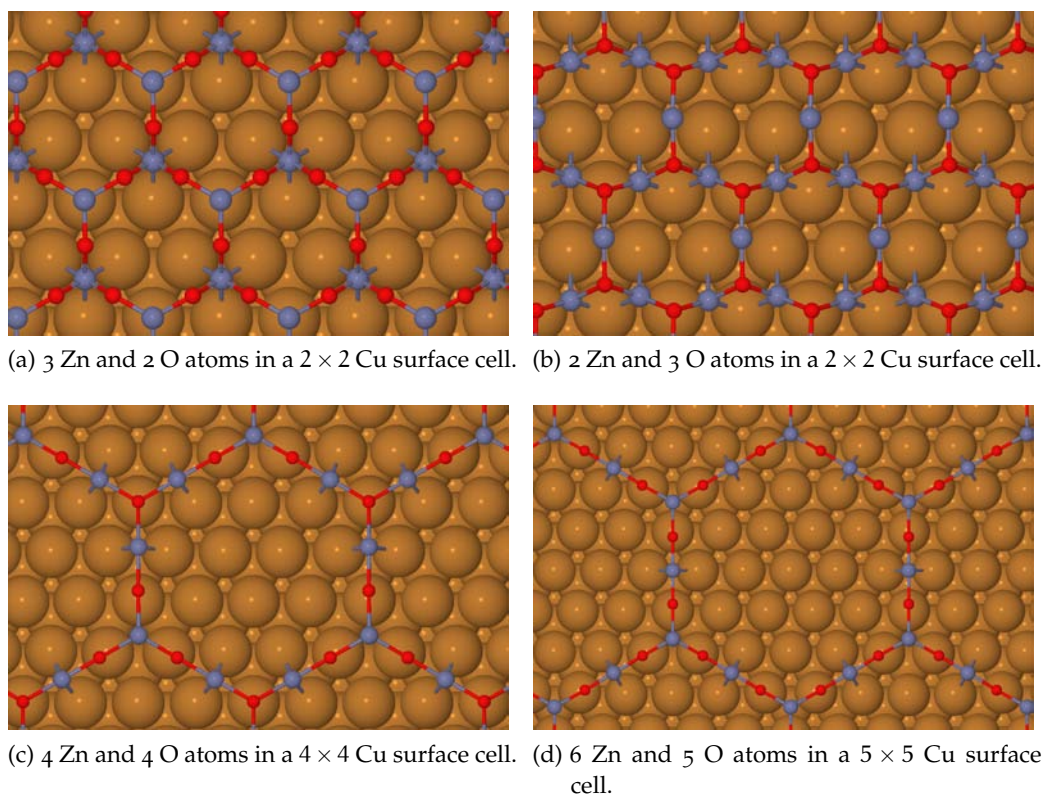 (a) 3 Zn and 2 O atoms in a 2 × 2 Cu surface cell.
(b) 2 Zn and 3 O atoms in a 2 × 2 Cu surface cell.
(c) 4 Zn and 4 O atoms in a 4 × 4 Cu surface cell.
(d) 6 Zn and 5 O atoms in a 5 × 5 Cu surface
cell.